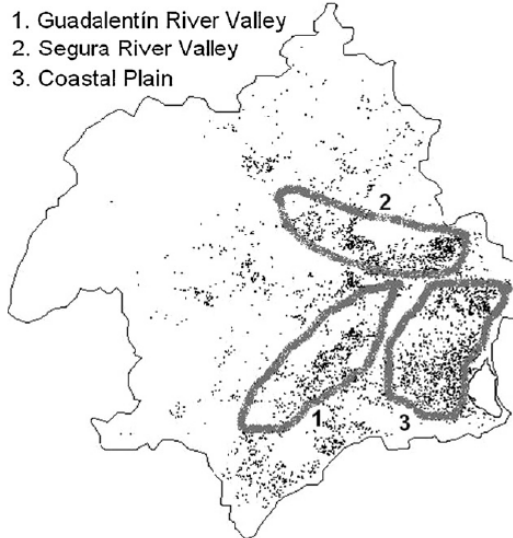 1. Guadalentín River Valley
2. Segura River Valley
3. Coastal Plain
2
1
3